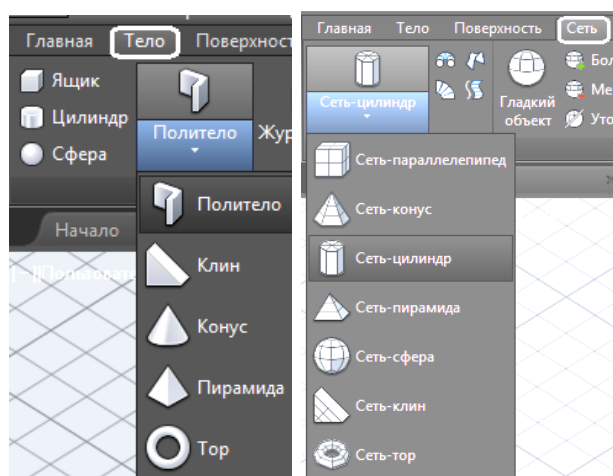 Главная Тело Поверхност
Ящик
Цилиндр
Сфера
Политело
Жур
Начало
Политело
Клин
Конус
Пирамида
Тор
Главная Тело Поверхность Сеть
Сеть-цилиндр
Гладкий
объект
Бол
Ме
Уто
Сеть-параллелепипед
Сеть-конус
Сеть-цилиндр
Сеть-пирамида
Сеть-сфера
Сеть-клин
Сеть-тор